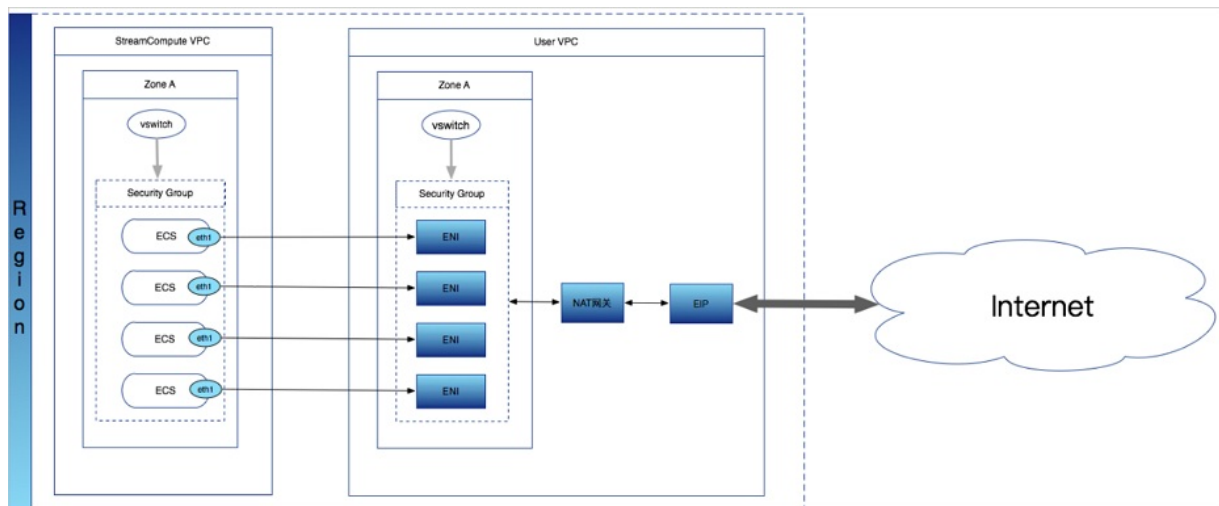 Region
StreamCompute VPC
Zone A
vswitch
Security Group
ECS
eth1
ECS
eth1
ECS
eth1
ECS
eth1
User VPC
Zone A
vswitch
Security Group
ENI
ENI
ENI
ENI
NAT网关
EIP
Internet